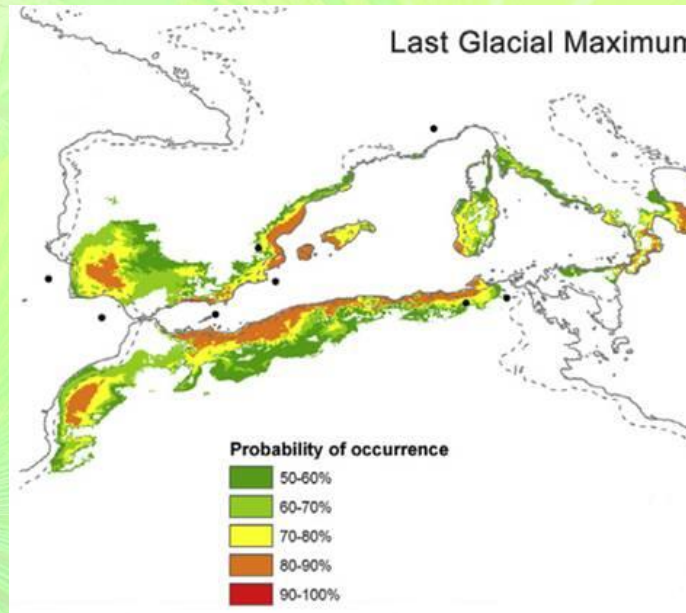 Last Glacial Maximum
Probability of occurrence
50-60%
60-70%
70-80%
80-90%
90-100%